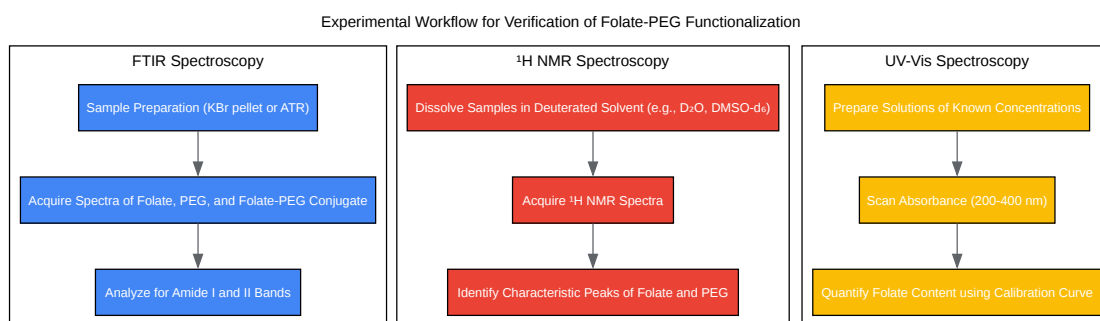 Experimental Workflow for Verification of Folate-PEG Functionalization
FTIR Spectroscopy
Sample Preparation (KBr pellet or ATR)
Acquire Spectra of Folate, PEG, and Folate-PEG Conjugate
Analyze for Amide I and II Bands
¹H NMR Spectroscopy
Dissolve Samples in Deuterated Solvent (e.g., D₂O, DMSO-d₆)
Acquire ¹H NMR Spectra
Identify Characteristic Peaks of Folate and PEG
UV-Vis Spectroscopy
Prepare Solutions of Known Concentrations
Scan Absorbance (200-400 nm)
Quantify Folate Content using Calibration Curve